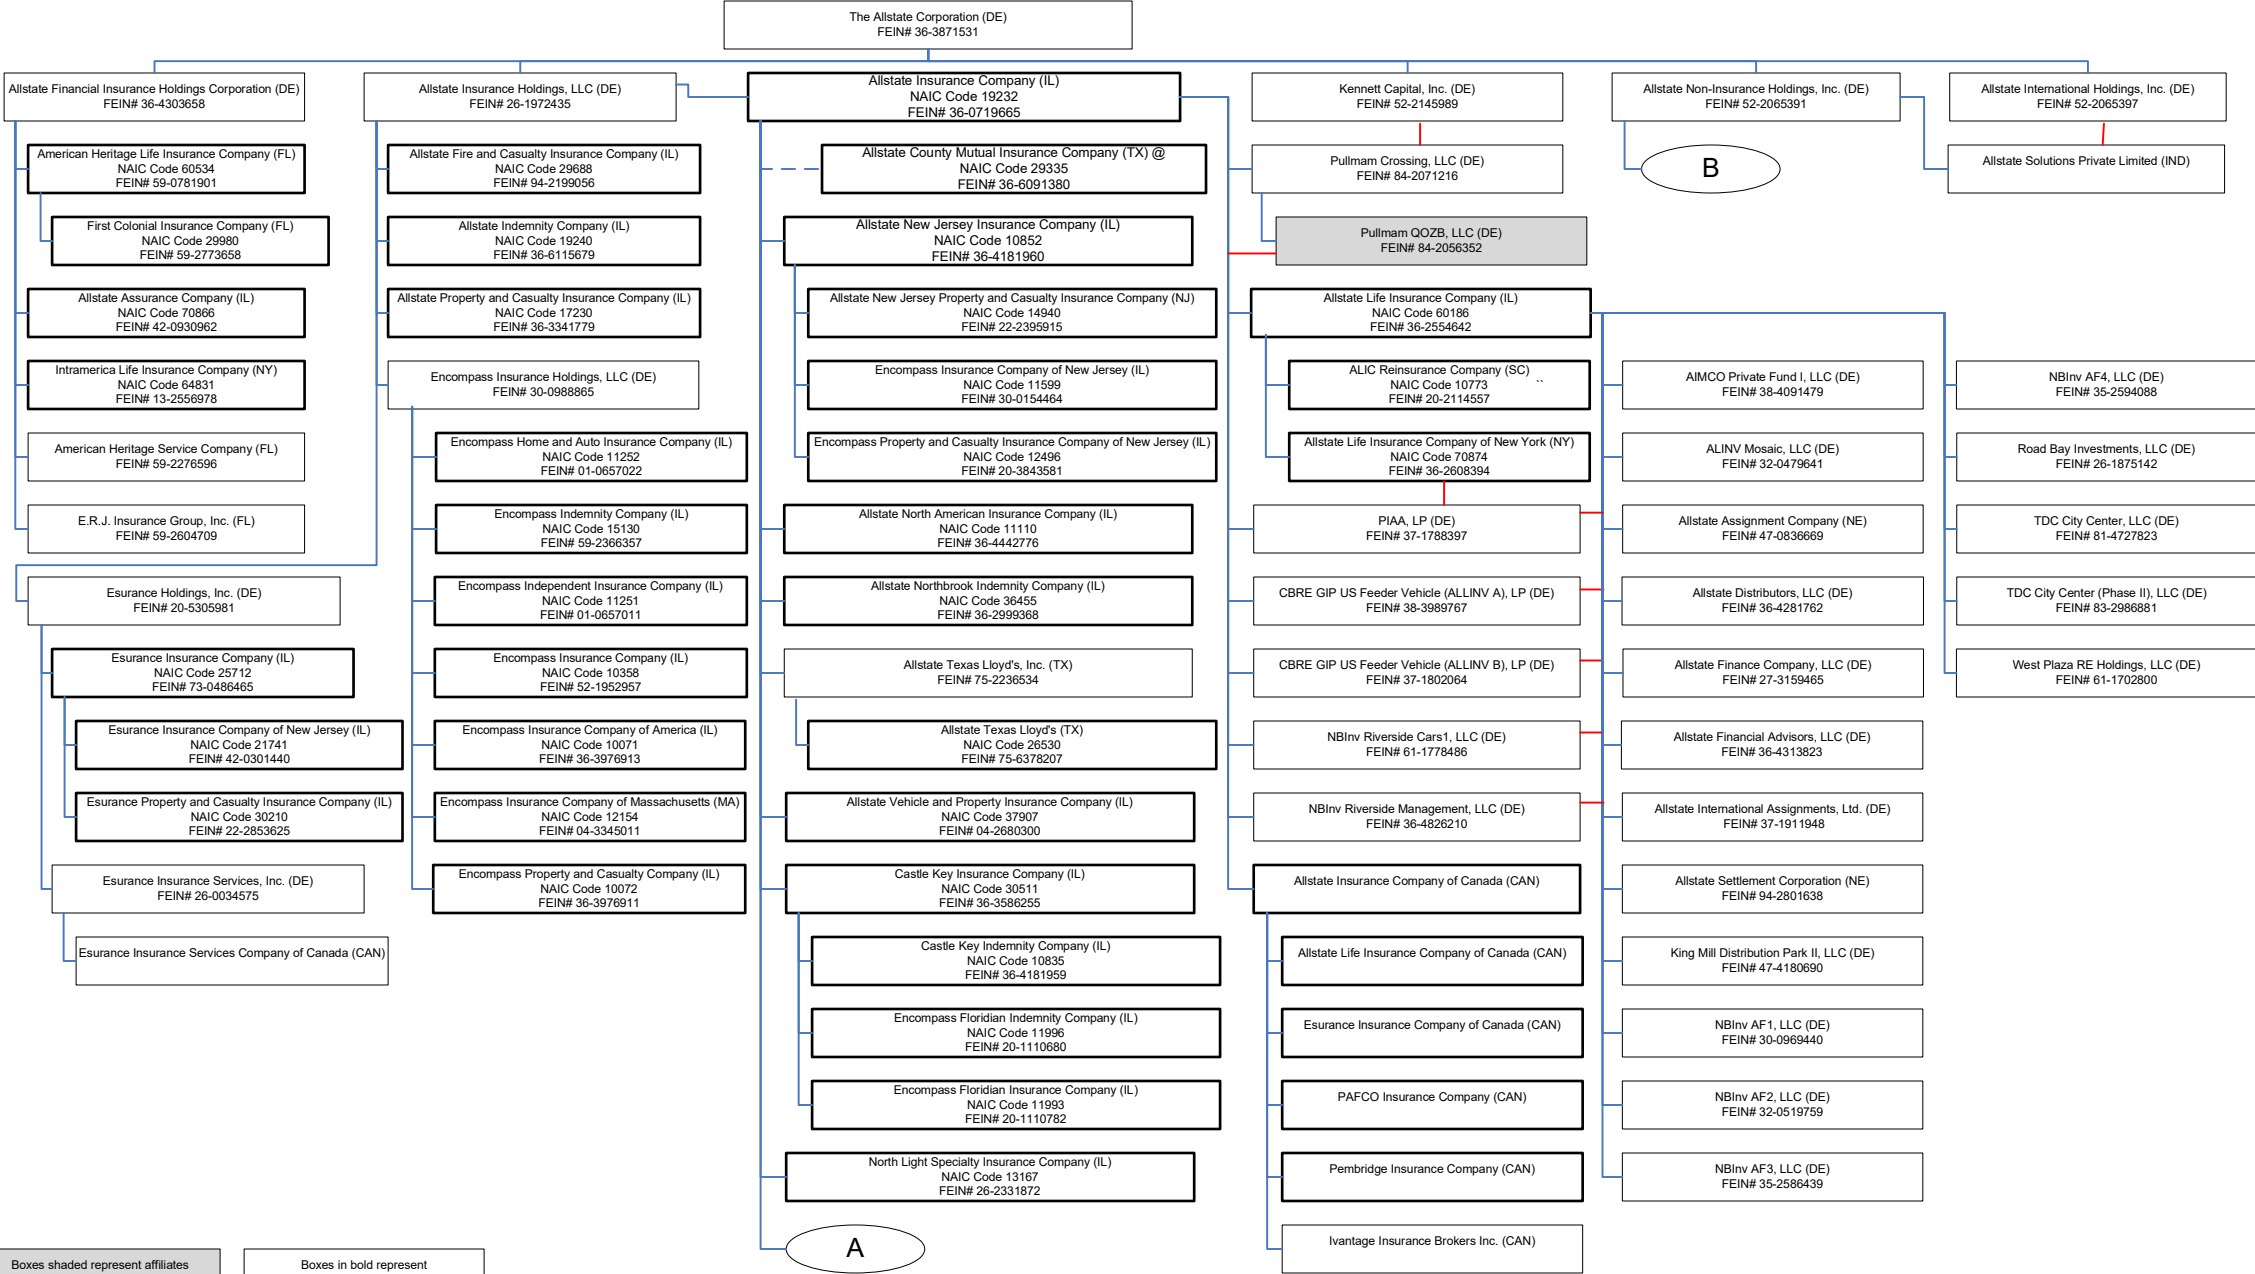 The Allstate Corporation (DE)
FEIN# 36-3871531
Allstate Financial Insurance Holdings Corporation (DE)
FEIN# 36-4303658
American Heritage Life Insurance Company (FL)
NAIC Code 60534
FEIN# 59-0781901
First Colonial Insurance Company (FL)
NAIC Code 29980
FEIN# 59-2773658
Allstate Assurance Company (IL)
NAIC Code 70866
FEIN# 42-0930962
Intramerica Life Insurance Company (NY)
NAIC Code 64831
FEIN# 13-2556978
American Heritage Service Company (FL)
FEIN# 59-2276596
E.R.J. Insurance Group, Inc. (FL)
FEIN# 59-2604709
Esurance Holdings, Inc. (DE)
FEIN# 20-5305981
Esurance Insurance Company (IL)
NAIC Code 25712
FEIN# 73-0486465
Esurance Insurance Company of New Jersey (IL)
NAIC Code 21741
FEIN# 42-0301440
Esurance Property and Casualty Insurance Company (IL)
NAIC Code 30210
FEIN# 22-2853625
Esurance Insurance Services, Inc. (DE)
FEIN# 26-0034575
Esurance Insurance Services Company of Canada (CAN)
Allstate Insurance Holdings, LLC (DE)
FEIN# 26-1972435
Allstate Fire and Casualty Insurance Company (IL)
NAIC Code 29688
FEIN# 94-2199056
Allstate Indemnity Company (IL)
NAIC Code 19240
FEIN# 36-6115679
Allstate Property and Casualty Insurance Company (IL)
NAIC Code 17230
FEIN# 36-3341779
Encompass Insurance Holdings, LLC (DE)
FEIN# 30-0988865
Encompass Home and Auto Insurance Company (IL)
NAIC Code 11252
FEIN# 01-0657022
Encompass Indemnity Company (IL)
NAIC Code 15130
FEIN# 59-2366357
Encompass Independent Insurance Company (IL)
NAIC Code 11251
FEIN# 01-0657011
Encompass Insurance Company (IL)
NAIC Code 10358
FEIN# 52-1952957
Encompass Insurance Company of America (IL)
NAIC Code 10071
FEIN# 36-3976913
Encompass Insurance Company of Massachusetts (MA)
NAIC Code 12154
FEIN# 04-3345011
Encompass Property and Casualty Company (IL)
NAIC Code 10072
FEIN# 36-3976911
Allstate Insurance Company (IL)
NAIC Code 19232
FEIN# 36-0719665
Allstate County Mutual Insurance Company (TX) @
NAIC Code 29335
FEIN# 36-6091380
Allstate New Jersey Insurance Company (IL)
NAIC Code 10852
FEIN# 36-4181960
Allstate New Jersey Property and Casualty Insurance Company (NJ)
NAIC Code 14940
FEIN# 22-2395915
Encompass Insurance Company of New Jersey (IL)
NAIC Code 11599
FEIN# 30-0154464
Encompass Property and Casualty Insurance Company of New Jersey (IL)
NAIC Code 12496
FEIN# 20-3843581
Allstate North American Insurance Company (IL)
NAIC Code 11110
FEIN# 36-4442776
Allstate Northbrook Indemnity Company (IL)
NAIC Code 36455
FEIN# 36-2999368
Allstate Texas Lloyd's, Inc. (TX)
FEIN# 75-2236534
Allstate Texas Lloyd's (TX)
NAIC Code 26530
FEIN# 75-6378207
Allstate Vehicle and Property Insurance Company (IL)
NAIC Code 37907
FEIN# 04-2680300
Castle Key Insurance Company (IL)
NAIC Code 30511
FEIN# 36-3586255
Castle Key Indemnity Company (IL)
NAIC Code 10835
FEIN# 36-4181959
Encompass Floridian Indemnity Company (IL)
NAIC Code 11996
FEIN# 20-1110680
Encompass Floridian Insurance Company (IL)
NAIC Code 11993
FEIN# 20-1110782
North Light Specialty Insurance Company (IL)
NAIC Code 13167
FEIN# 26-2331872
A
Kennett Capital, Inc. (DE)
FEIN# 52-2145989
Pullmam Crossing, LLC (DE)
FEIN# 84-2071216
Pullmam QOZB, LLC (DE)
FEIN# 84-2056352
Allstate Life Insurance Company (IL)
NAIC Code 60186
FEIN# 36-2554642
ALIC Reinsurance Company (SC)
NAIC Code 10773 ``
FEIN# 20-2114557
Allstate Life Insurance Company of New York (NY)
NAIC Code 70874
FEIN# 36-2608394
PIAA, LP (DE)
FEIN# 37-1788397
CBRE GIP US Feeder Vehicle (ALLINV A), LP (DE)
FEIN# 38-3989767
CBRE GIP US Feeder Vehicle (ALLINV B), LP (DE)
FEIN# 37-1802064
NBInv Riverside Cars1, LLC (DE)
FEIN# 61-1778486
NBInv Riverside Management, LLC (DE)
FEIN# 36-4826210
Allstate Insurance Company of Canada (CAN)
Allstate Life Insurance Company of Canada (CAN)
Esurance Insurance Company of Canada (CAN)
PAFCO Insurance Company (CAN)
Pembridge Insurance Company (CAN)
Ivantage Insurance Brokers Inc. (CAN)
Allstate Non-Insurance Holdings, Inc. (DE)
FEIN# 52-2065391
B
Allstate International Holdings, Inc. (DE)
FEIN# 52-2065397
Allstate Solutions Private Limited (IND)
AIMCO Private Fund I, LLC (DE)
FEIN# 38-4091479
ALINV Mosaic, LLC (DE)
FEIN# 32-0479641
Allstate Assignment Company (NE)
FEIN# 47-0836669
Allstate Distributors, LLC (DE)
FEIN# 36-4281762
Allstate Finance Company, LLC (DE)
FEIN# 27-3159465
Allstate Financial Advisors, LLC (DE)
FEIN# 36-4313823
Allstate International Assignments, Ltd. (DE)
FEIN# 37-1911948
Allstate Settlement Corporation (NE)
FEIN# 94-2801638
King Mill Distribution Park II, LLC (DE)
FEIN# 47-4180690
NBInv AF1, LLC (DE)
FEIN# 30-0969440
NBInv AF2, LLC (DE)
FEIN# 32-0519759
NBInv AF3, LLC (DE)
FEIN# 35-2586439
NBInv AF4, LLC (DE)
FEIN# 35-2594088
Road Bay Investments, LLC (DE)
FEIN# 26-1875142
TDC City Center, LLC (DE)
FEIN# 81-4727823
TDC City Center (Phase II), LLC (DE)
FEIN# 83-2986881
West Plaza RE Holdings, LLC (DE)
FEIN# 61-1702800
Boxes shaded represent affiliates
Boxes in bold represent